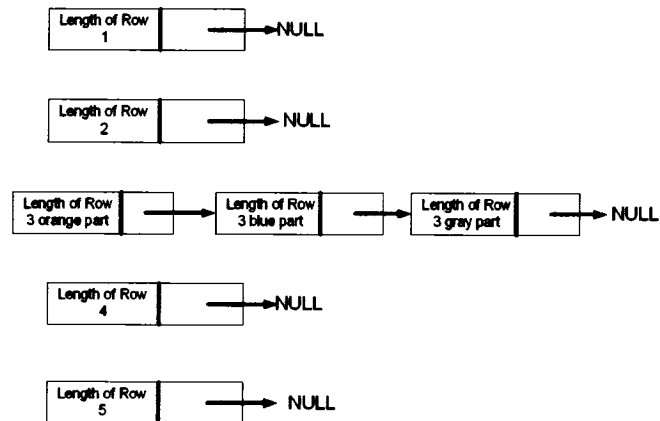 Length of Row
1
NULL
Length of Row
2
NULL
Length of Row
3 orange part
Length of Row
3 blue part
Length of Row
3 gray part
NULL
Length of Row
4
NULL
Length of Row
5
NULL